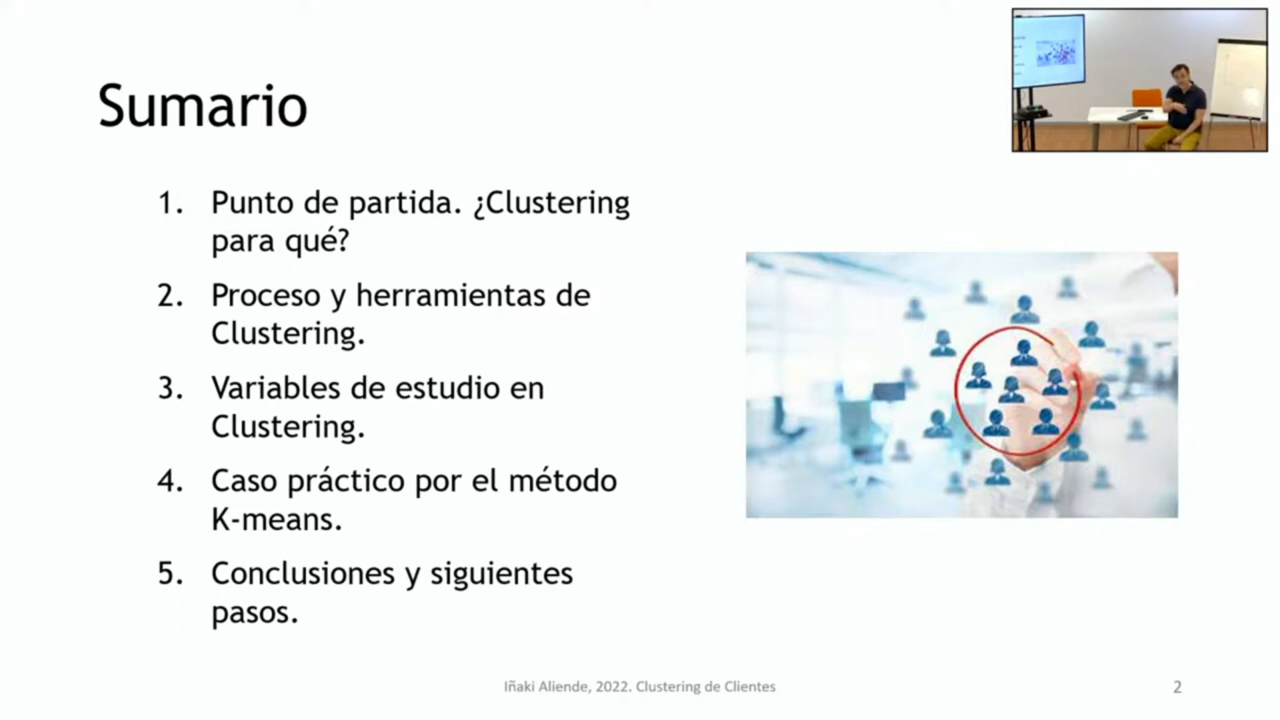 Sumario
1. Punto de partida. ¿Clustering
para qué?
2. Proceso y herramientas de
Clustering.
3. Variables de estudio en
Clustering.
4. Caso práctico por el método
K-means.
5. Conclusiones y siguientes
pasos.
Iñaki Aliende, 2022. Clustering de Clientes
2